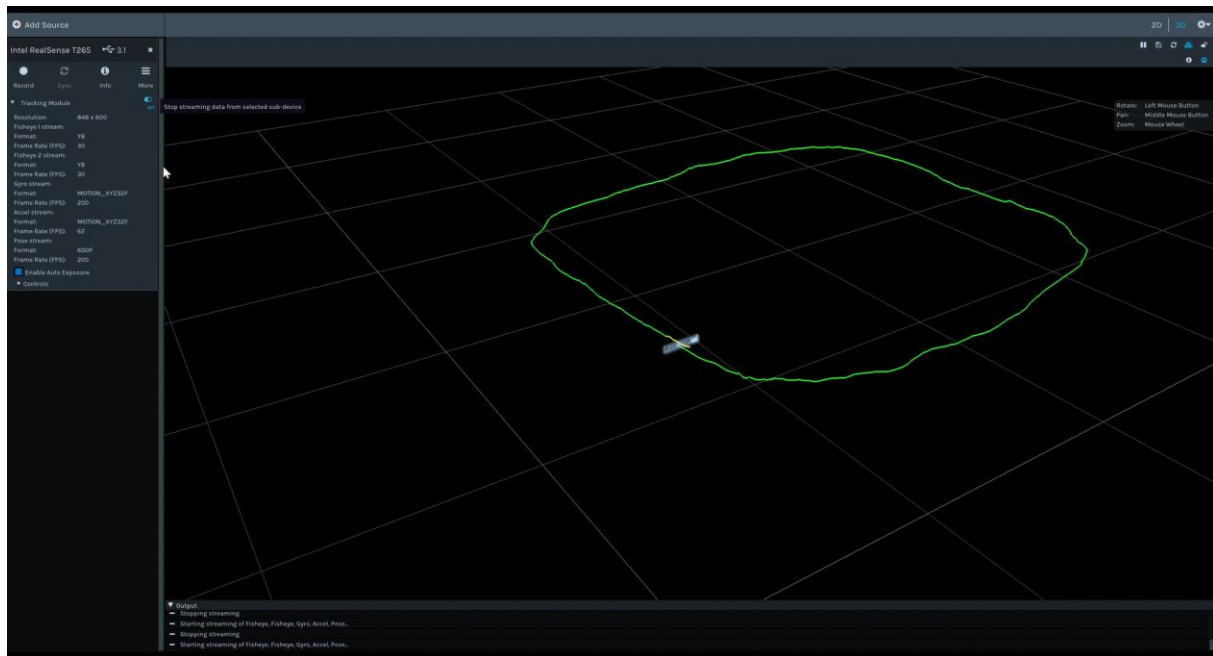 Add Source
2D | 3D
Intel RealSense T265 3.1
Record Sync Info More
Tracking Module on
Stop streaming data from selected sub-device
Resolution: 848 x 800
Fisheye 1 stream:
Format: Y8
Frame Rate (FPS): 30
Fisheye 2 stream:
Format: Y8
Frame Rate (FPS): 30
Gyro stream:
Format: MOTION_XYZ32F
Frame Rate (FPS): 200
Accel stream:
Format: MOTION_XYZ32F
Frame Rate (FPS): 62
Pose stream:
Format: 6DOF
Frame Rate (FPS): 200
Enable Auto Exposure
Controls
Rotate: Left Mouse Button
Pan: Middle Mouse Button
Zoom: Mouse Wheel
Output
Stopping streaming
Starting streaming of Fisheye, Fisheye, Gyro, Accel, Pose...
Stopping streaming
Starting streaming of Fisheye, Fisheye, Gyro, Accel, Pose...